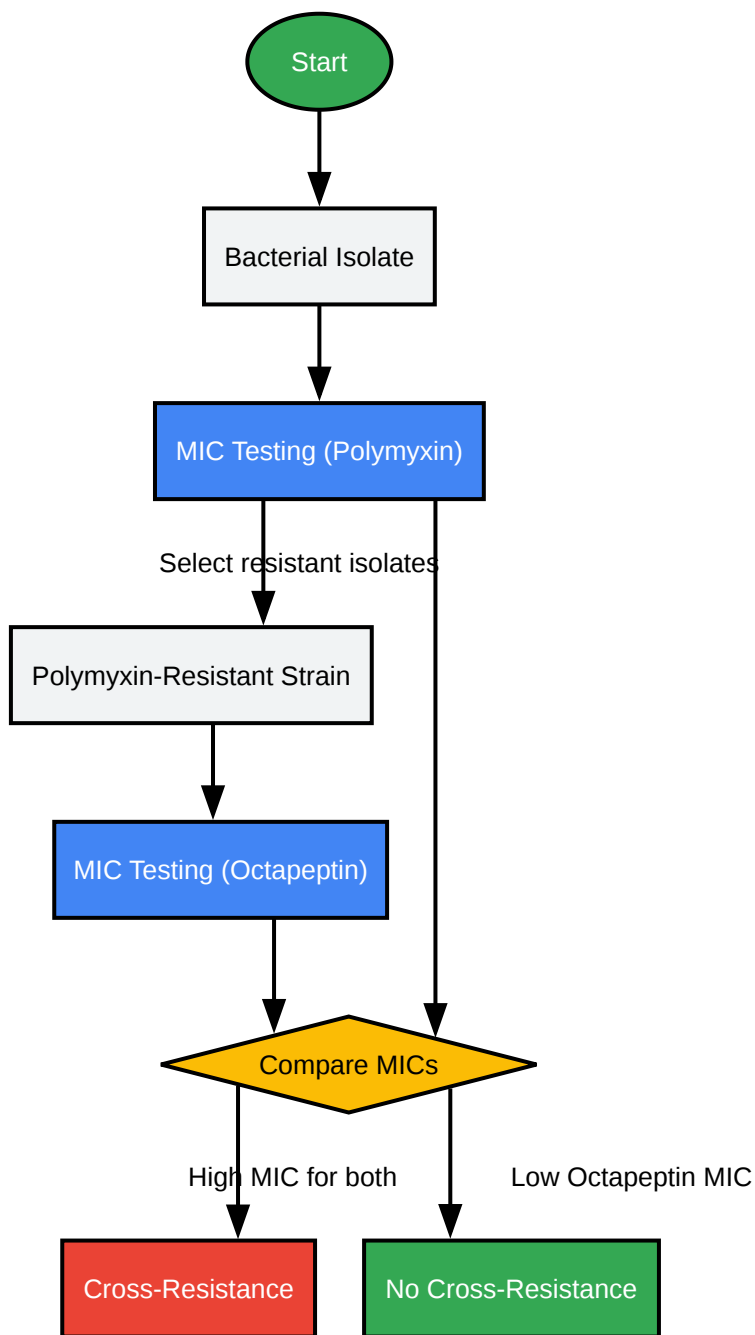 Start
Bacterial Isolate
MIC Testing (Polymyxin)
Select resistant isolates
Polymyxin-Resistant Strain
MIC Testing (Octapeptin)
Compare MICs
High MIC for both
Low Octapeptin MIC
Cross-Resistance
No Cross-Resistance